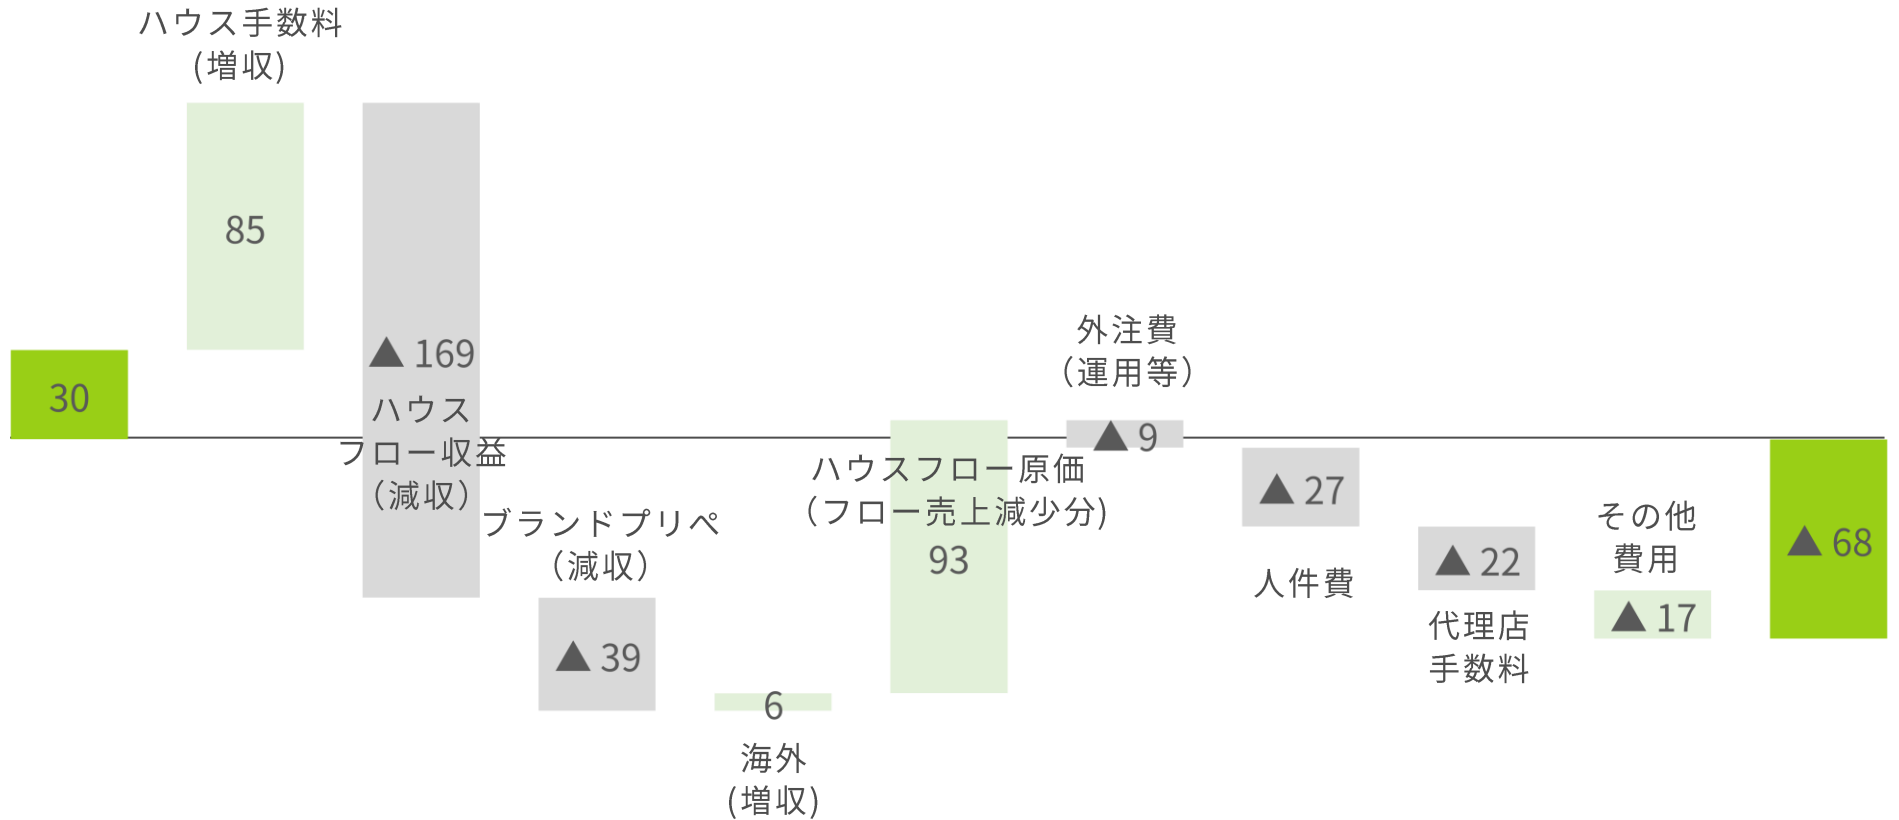 ハウス手数料
(増収)
85
30
▲ 169
ハウス
フロー収益
（減収）
ブランドプリペ
（減収）
▲ 39
6
海外
(増収)
ハウスフロー原価
（フロー売上減少分)
93
外注費
（運用等）
▲ 9
▲ 27
人件費
▲ 22
代理店
手数料
その他
費用
▲ 17
▲ 68